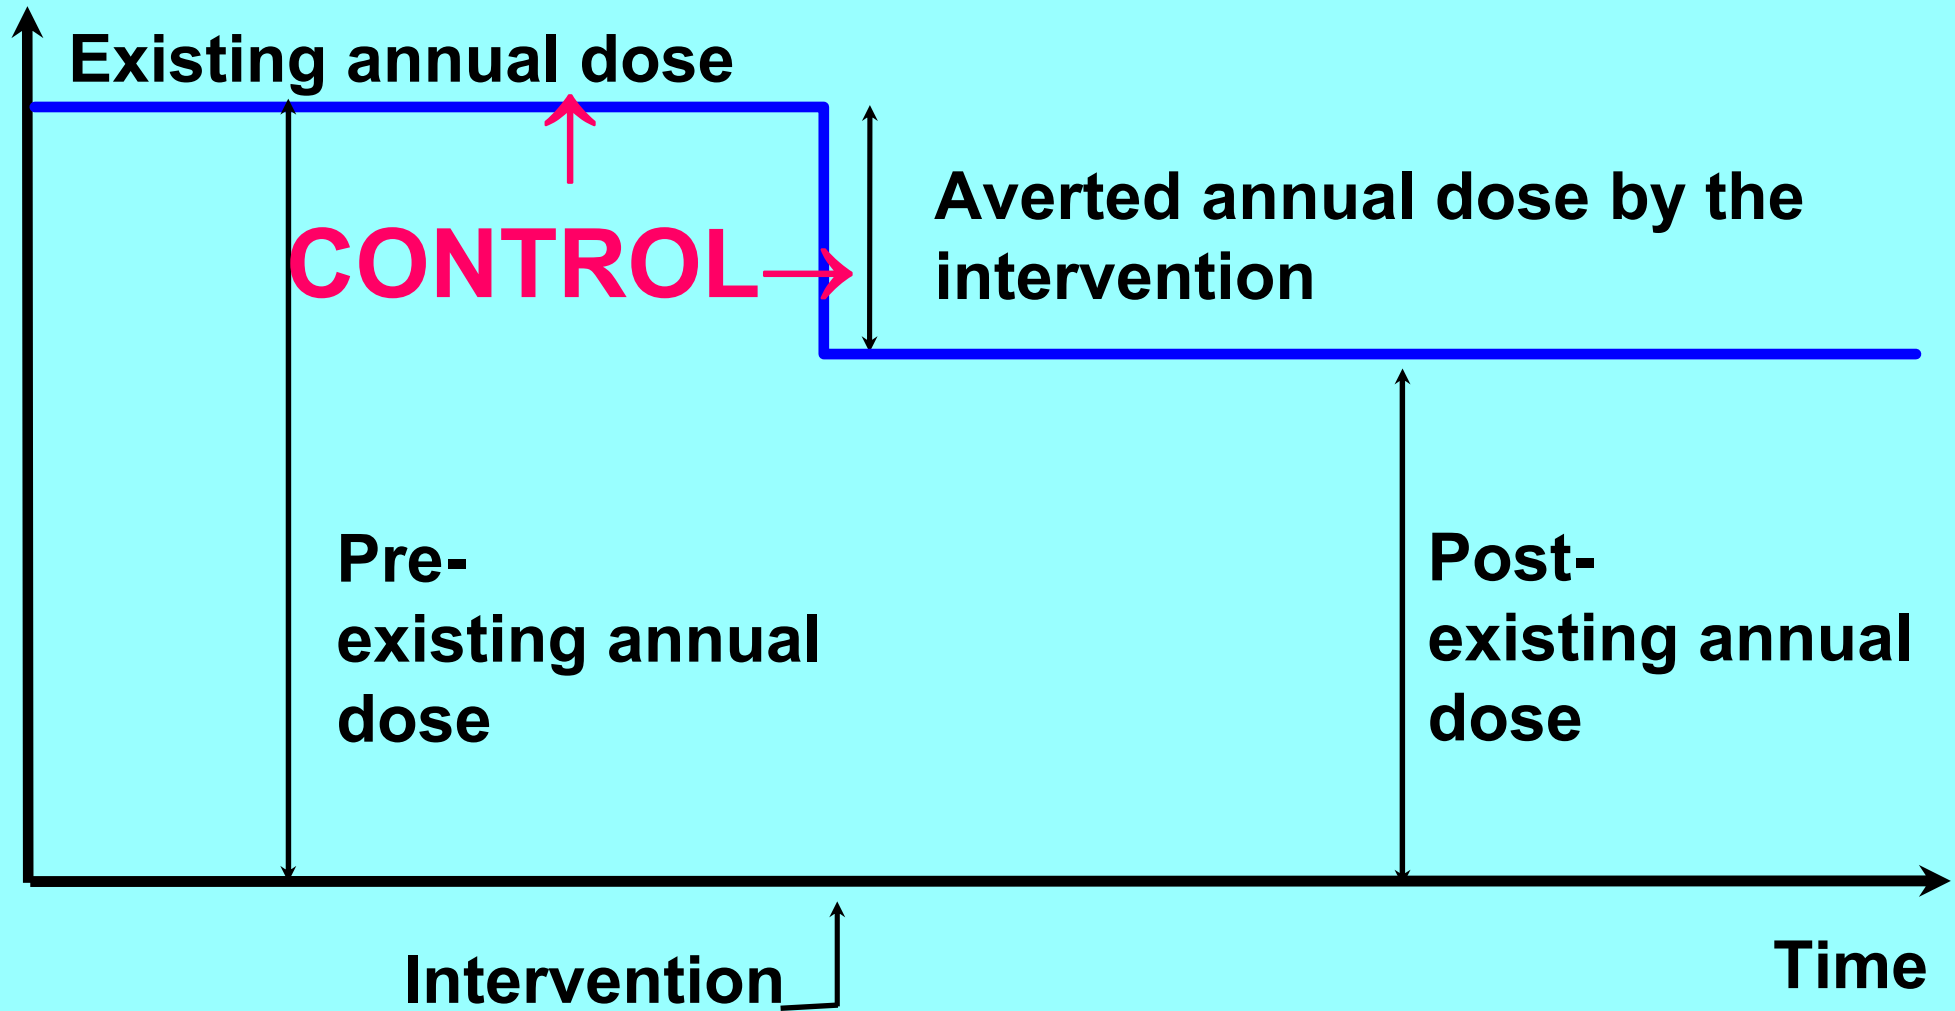 Existing annual dose
Averted annual dose by the
intervention
CONTROL
Pre-
existing annual
dose
Post-
existing annual
dose
Intervention
Time